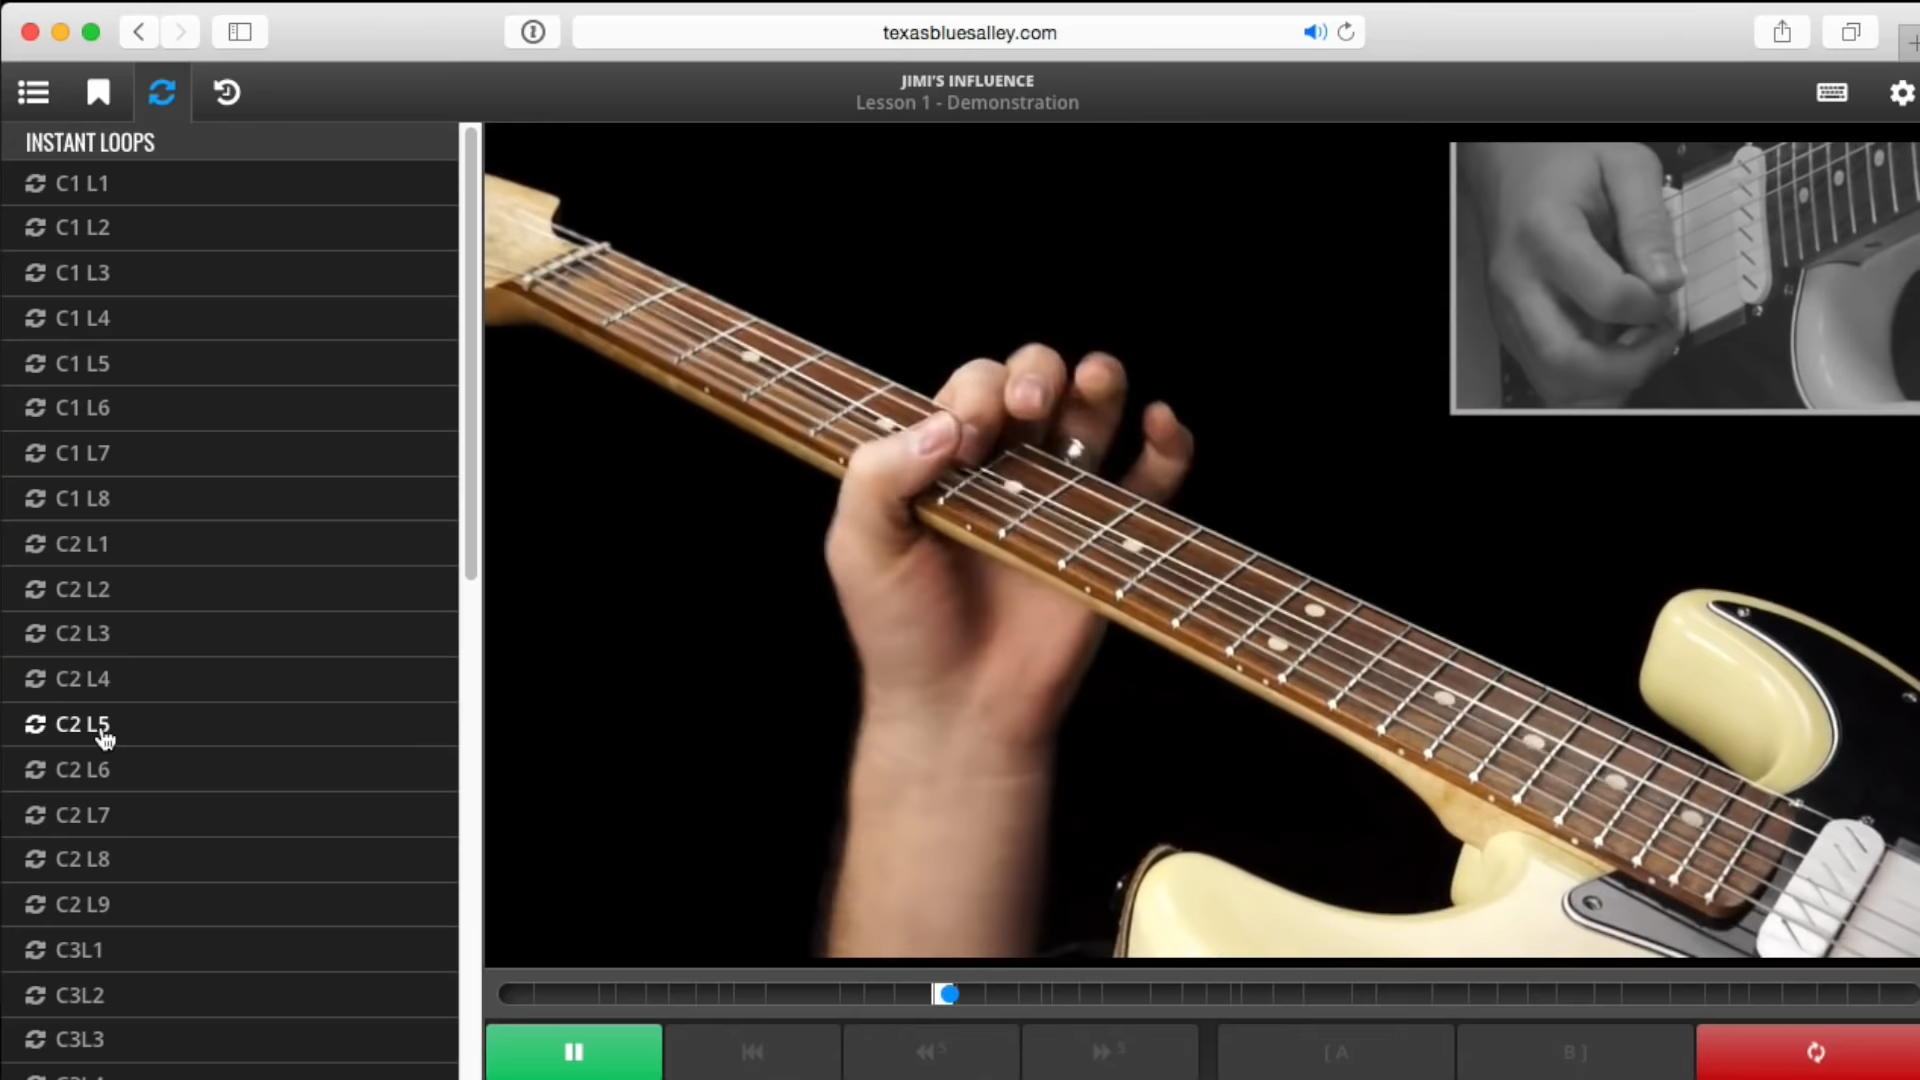 texasbluesalley.com
JIMI'S INFLUENCE
Lesson 1 - Demonstration
INSTANT LOOPS
C1 L1
C1 L2
C1 L3
C1 L4
C1 L5
C1 L6
C1 L7
C1 L8
C2 L1
C2 L2
C2 L3
C2 L4
C2 L5
C2 L6
C2 L7
C2 L8
C2 L9
C3L1
C3L2
C3L3
5
5
[ A
B ]